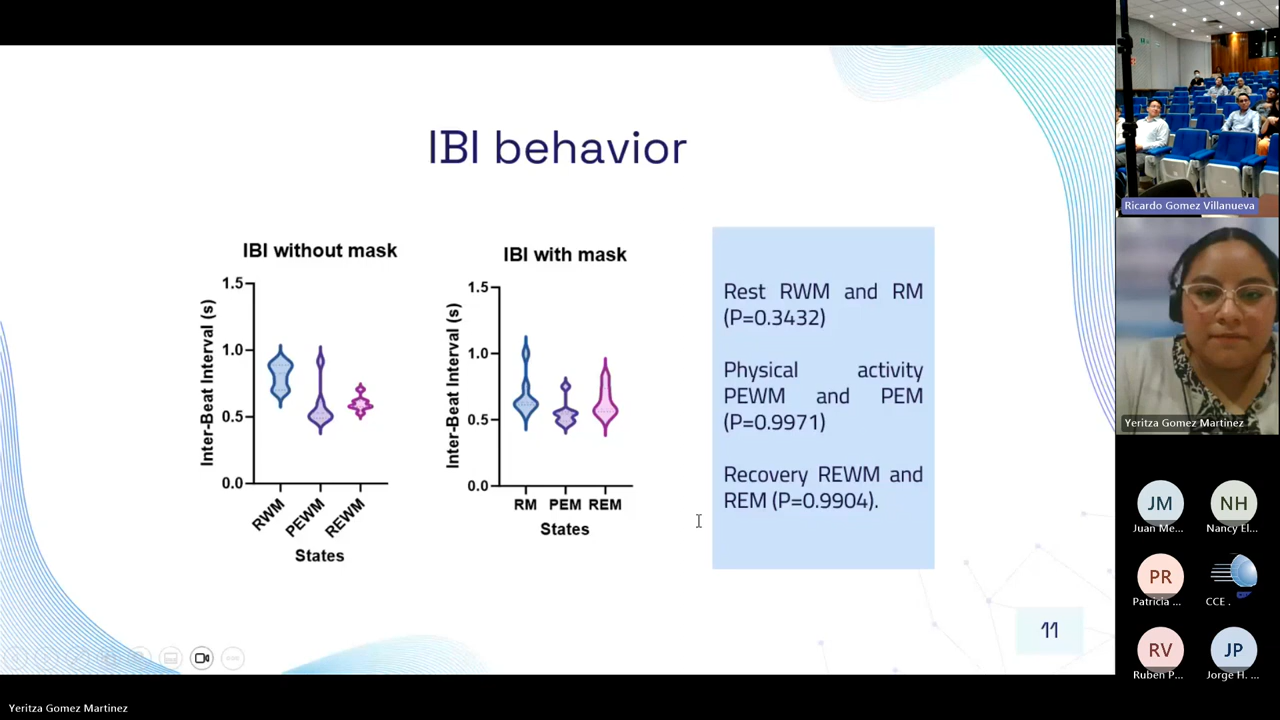 IBI behavior
IBI without mask
Inter-Beat Interval (s)
1.5
1.0
0.5
0.0
RWM
PEWM
REWM
States
IBI with mask
Inter-Beat Interval (s)
1.5
1.0
0.5
0.0
RM
PEM
REM
States
Rest RWM and RM
(P=0.3432)
Physical activity
PEWM and PEM
(P=0.9971)
Recovery REWM and
REM (P=0.9904).
11
Ricardo Gomez Villanueva
Yeritza Gomez Martinez
JM
Juan Me...
NH
Nancy El...
PR
Patricia ...
CCE .
RV
Ruben P...
JP
Jorge H. ...
Yeritza Gomez Martinez